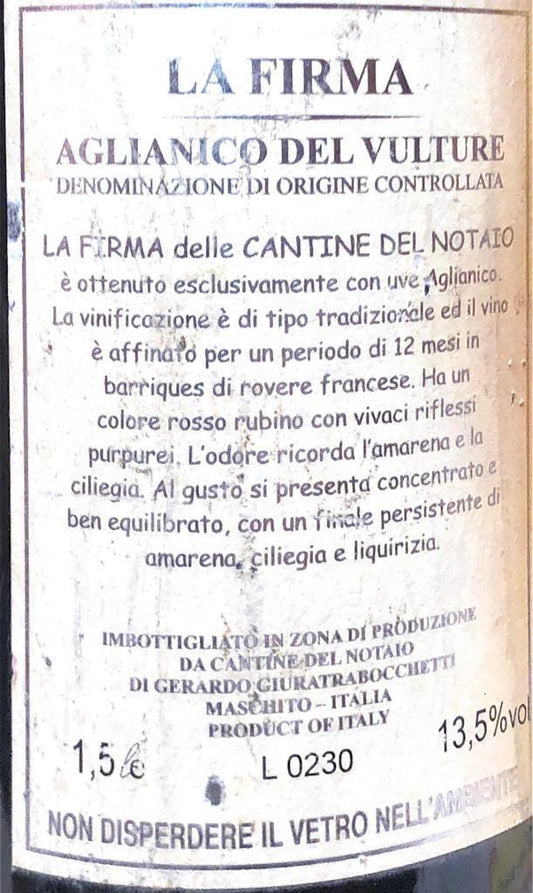 LA FIRMA
AGLIANICO DEL VULTURE
DENOMINAZIONE DI ORIGINE CONTROLLATA
LA FIRMA delle CANTINE DEL NOTAIO
è ottenuto esclusivamente con uve Aglianico.
La vinificazione è di tipo tradizionale ed il vino
è affinato per un periodo di 12 mesi in
barriques di rovere francese. Ha un
colore rosso rubino con vivaci riflessi
purpurei. L'odore ricorda l'amarena e la
ciliegia. Al gusto si presenta concentrato e
ben equilibrato, con un finale persistente di
amarena, ciliegia e liquirizia.
IMBOTTIGLIATO IN ZONA DI PRODUZIONE
DA CANTINE DEL NOTAIO
DI GERARDO GIURATRABOCCHETTI
MASCHITO - ITALIA
PRODUCT OF ITALY
1,5 l e L 0230 13,5%vol
NON DISPERDERE IL VETRO NELL'AMBIENTE